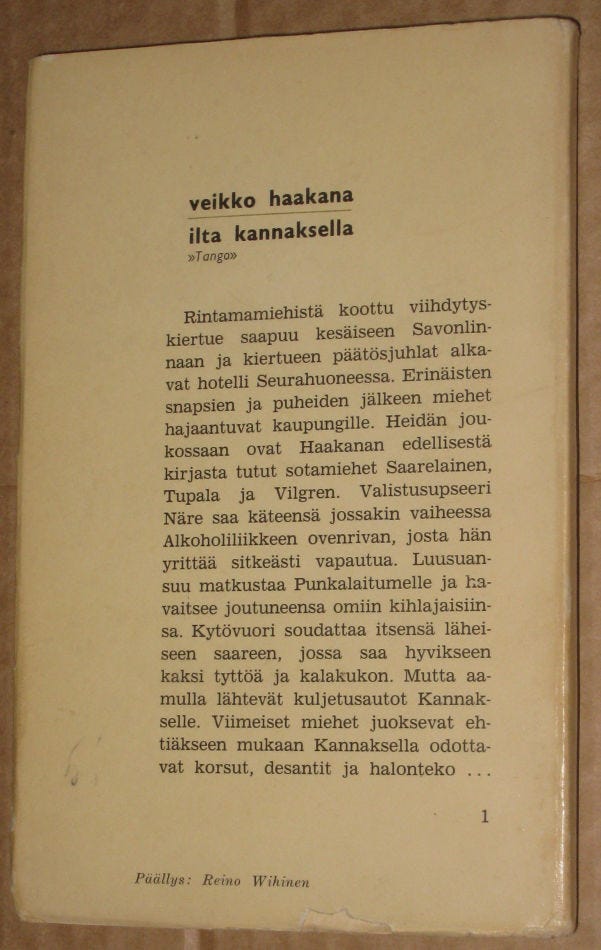 veikko haakana
ilta kannaksella
»Tango»
Rintamamiehistä koottu viihdytys-
kiertue saapuu kesäiseen Savonlin-
naan ja kiertueen päätösjuhlat alka-
vat hotelli Seurahuoneessa. Erinäisten
snapsien ja puheiden jälkeen miehet
hajaantuvat kaupungille. Heidän jou-
kossaan ovat Haakanan edellisestä
kirjasta tutut sotamiehet Saarelainen,
Tupala ja Vilgren. Valistusupseeri
Näre saa käteensä jossakin vaiheessa
Alkoholiliikkeen ovenrivan, josta hän
yrittää sitkeästi vapautua. Luusuan-
suu matkustaa Punkalaitumelle ja ha-
vaitsee joutuneensa omiin kihlajaisiin-
sa. Kytövuori soudattaa itsensä lähei-
seen saareen, jossa saa hyvikseen
kaksi tyttöä ja kalakukon. Mutta aa-
mulla lähtevät kuljetusautot Kannak-
selle. Viimeiset miehet juoksevat eh-
tiäkseen mukaan Kannaksella odotta-
vat korsut, desantit ja halonteko ...
1
Päällys: Reino Wihinen